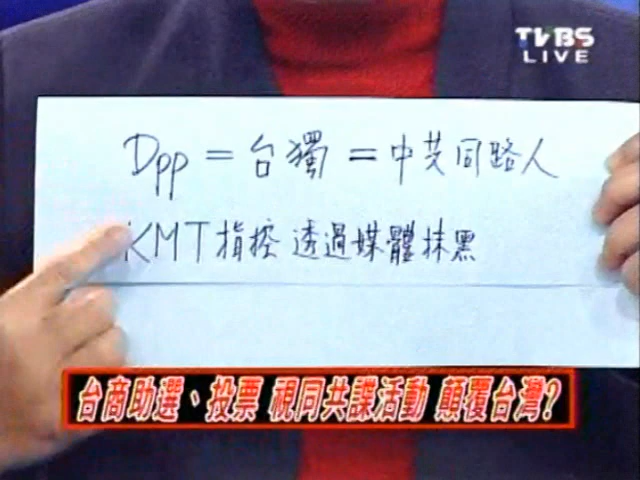 TVBS
LIVE
Dpp = 台獨 = 中共同路人
KMT指控 透過媒體抹黑
台商助選、投票 視同共諜活動 顛覆台灣?